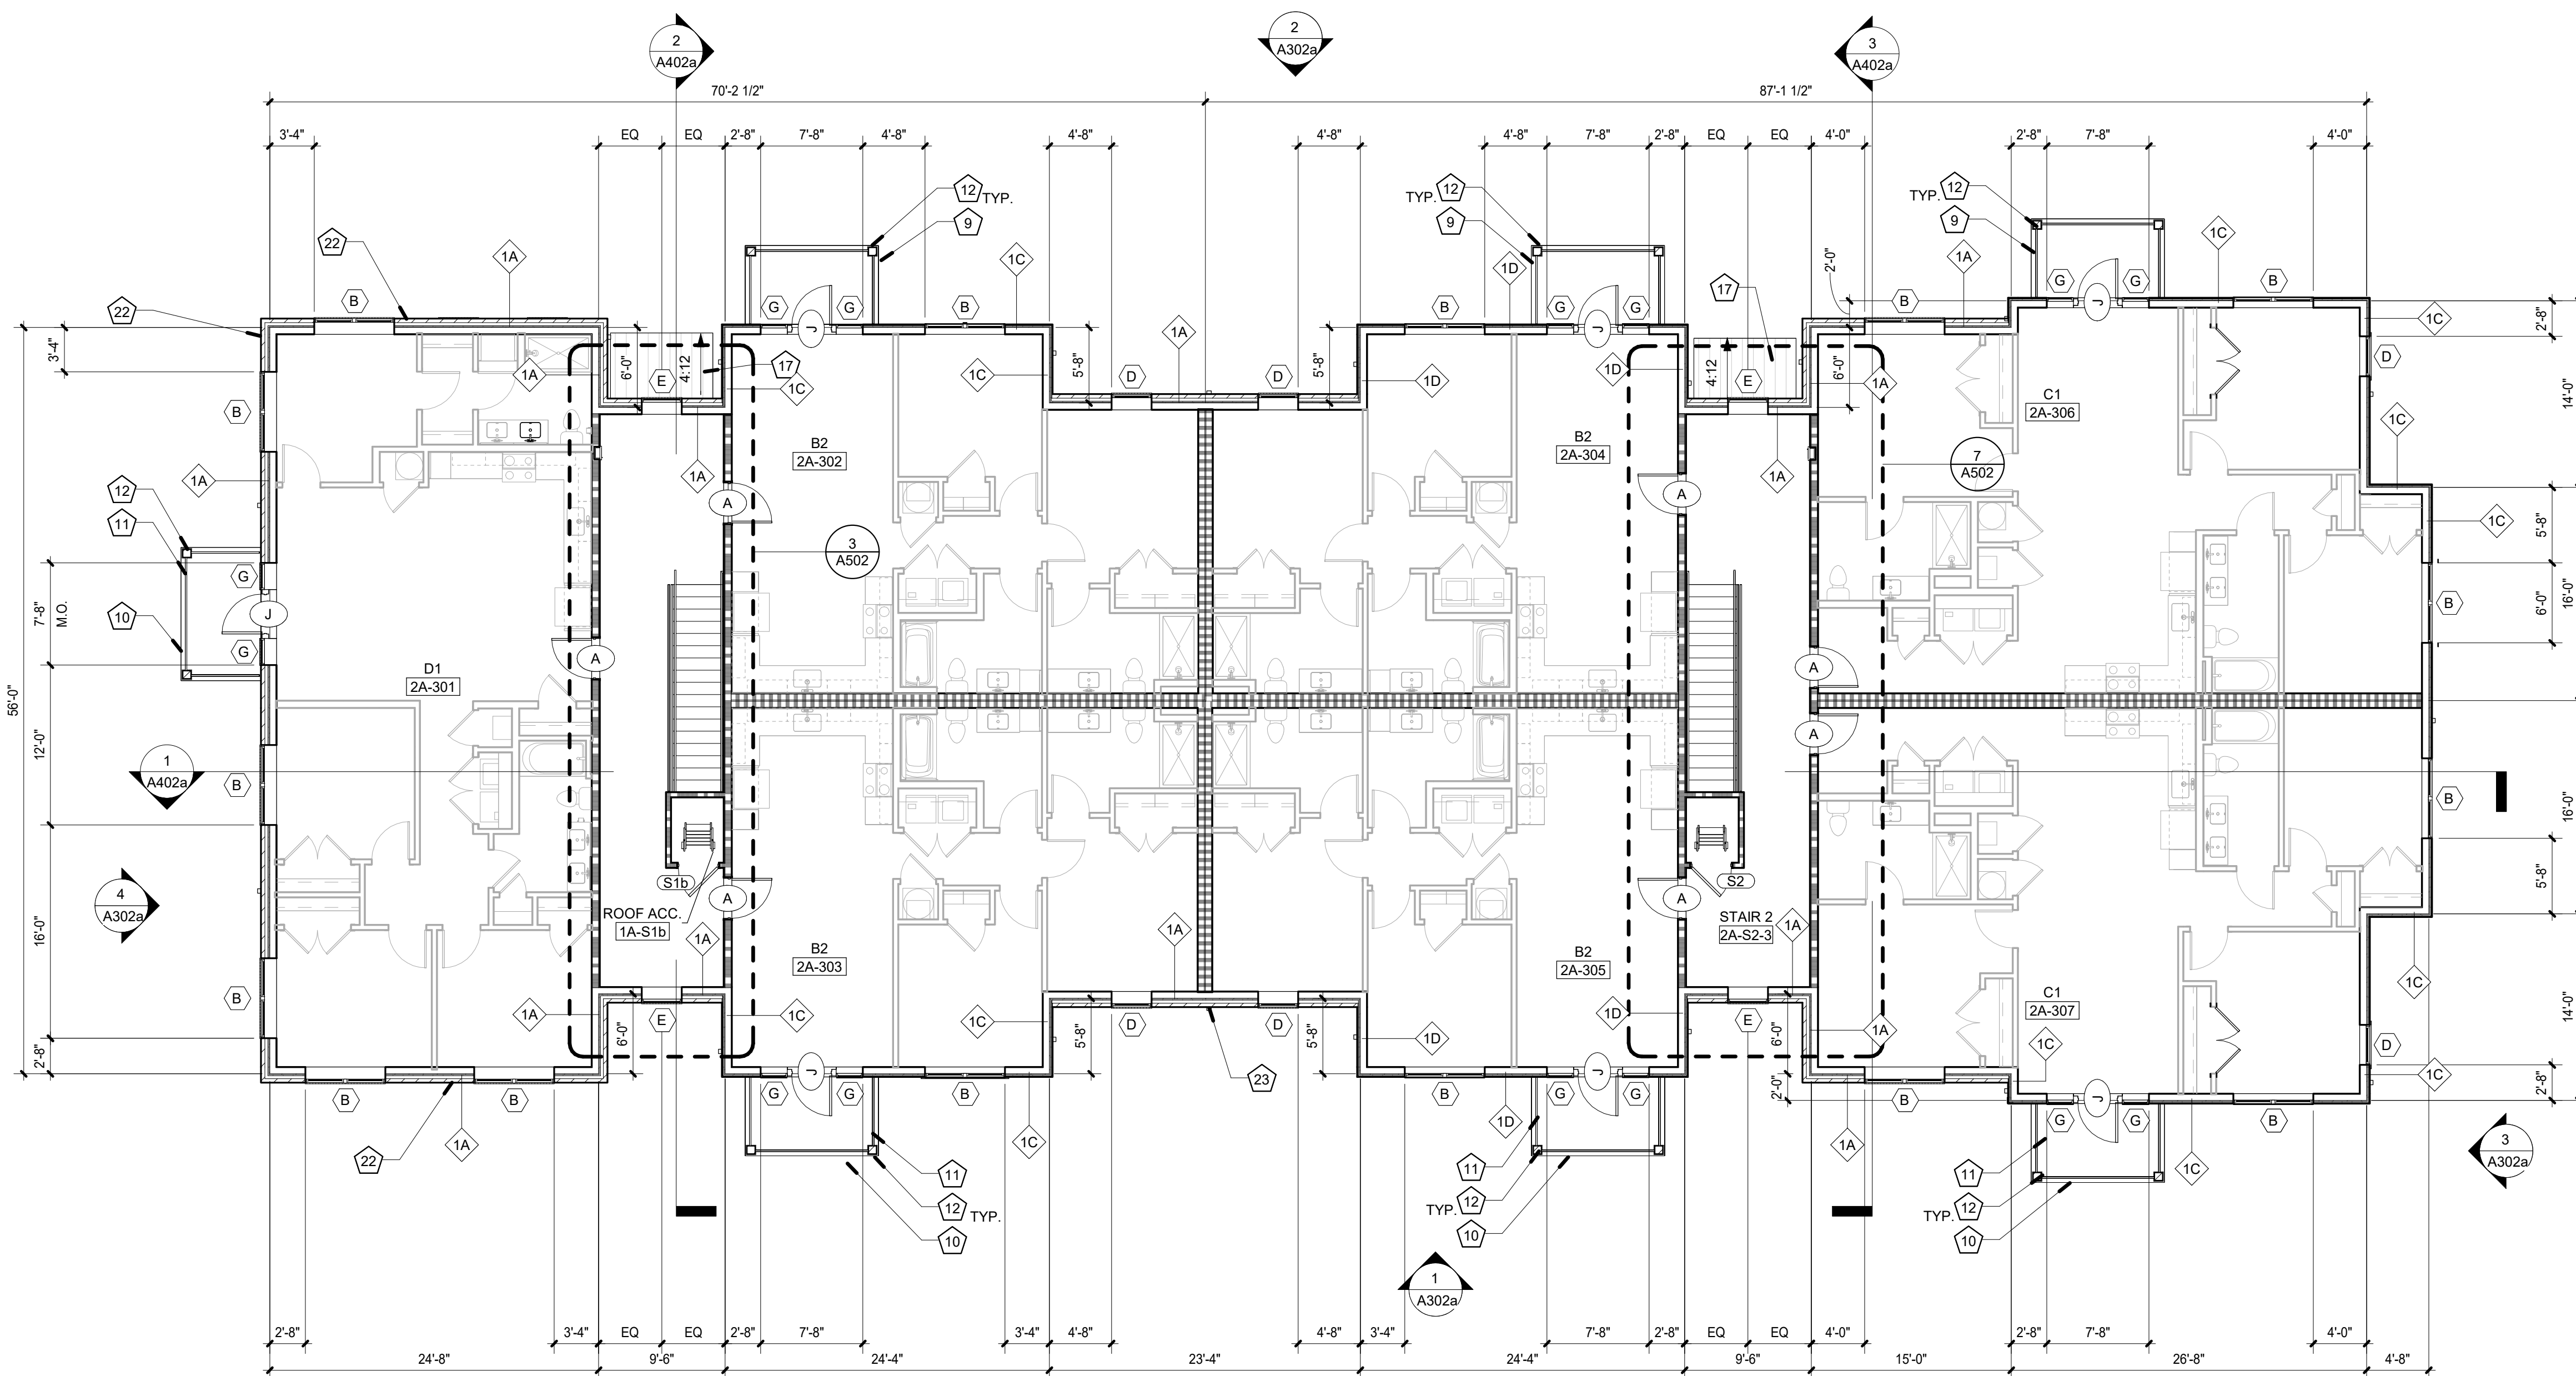 2
A402a
2
A302a
3
A402a
70'-2 1/2"
87'-1 1/2"
3'-4"
EQ
EQ
2'-8"
7'-8"
4'-8"
4'-8"
4'-8"
4'-8"
7'-8"
2'-8"
EQ
EQ
4'-0"
2'-8"
7'-8"
4'-0"
12
TYP.
9
TYP.
12
9
TYP.
12
9
22
22
1A
1C
1D
17
2'-0"
1A
1C
B
G
G
B
B
G
G
B
G
G
B
J
J
J
1C
2'-8"
3'-4"
1A
6'-0"
E
4:12
17
1C
1C
5'-8"
D
1A
D
5'-8"
1D
1D
4:12
E
6'-0"
1A
D
14'-0"
B
C1
2A-306
1C
B2
2A-302
B2
2A-304
7
A502
1A
1A
1A
12
11
A
A
1C
5'-8"
3
A502
G
7'-8"
M.O.
J
10
G
B
6'-0"
16'-0"
A
A
D1
2A-301
56'-0"
A
12'-0"
1
A402a
B
B
16'-0"
4
A302a
S1b
S2
A
A
5'-8"
16'-0"
ROOF ACC.
1A-S1b
1A
1A
STAIR 2
2A-S2-3
1A
B2
2A-303
B2
2A-305
1C
B
1A
E
6'-0"
1C
1C
5'-8"
D
D
5'-8"
1D
1D
E
6'-0"
1A
C1
2A-307
14'-0"
1C
D
2'-8"
23
2'-0"
1C
2'-8"
B
B
J
G
G
B
B
J
G
G
B
J
G
G
B
22
1A
1C
1D
1A
1C
3
A302a
11
12
TYP.
10
11
TYP.
12
10
11
TYP.
12
10
1
A302a
2'-8"
3'-4"
EQ
EQ
2'-8"
7'-8"
3'-4"
4'-8"
4'-8"
3'-4"
7'-8"
2'-8"
EQ
EQ
4'-0"
2'-8"
7'-8"
4'-0"
24'-8"
9'-6"
24'-4"
23'-4"
24'-4"
9'-6"
15'-0"
26'-8"
4'-8"